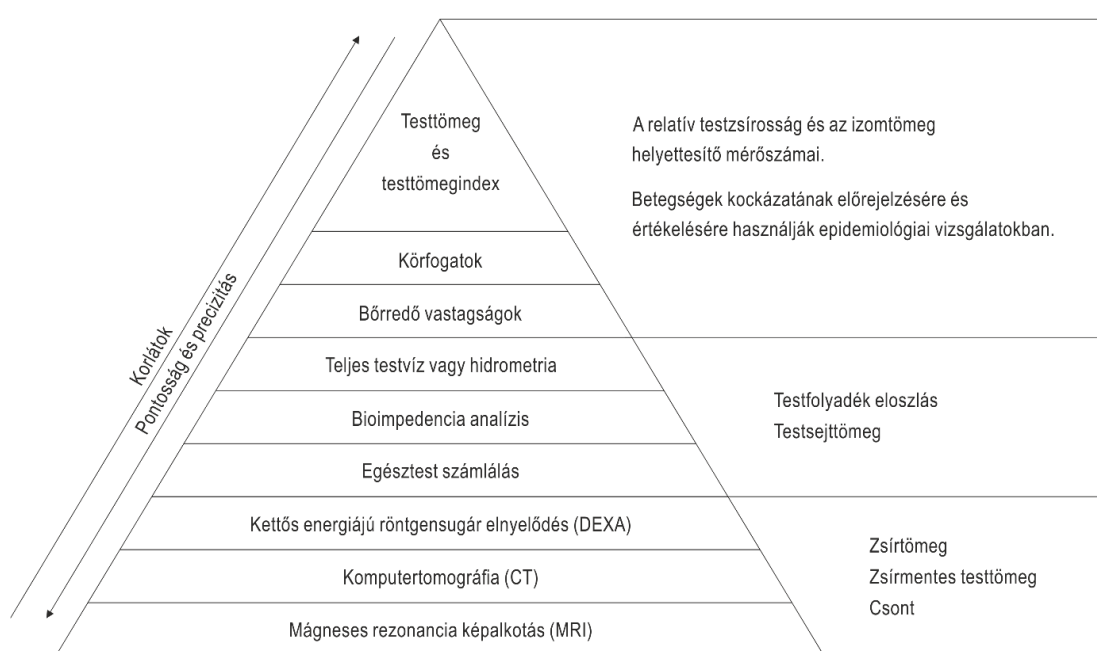 Testtömeg
és
testtömegindex
Körfogatok
Bőrredő vastagságok
Teljes testvíz vagy hidrometria
Bioimpedencia analízis
Egésztest számlálás
Kettős energiájú röntgensugár elnyelődés (DEXA)
Komputertomográfia (CT)
Mágneses rezonancia képalkotás (MRI)
Korlátok
Pontosság és precizitás
A relatív testzsírosság és az izomtömeg
helyettesítő mérőszámai.
Betegségek kockázatának előrejelzésére és
értékelésére használják epidemiológiai vizsgálatokban.
Testfolyadék eloszlás
Testsejttömeg
Zsírtömeg
Zsírmentes testtömeg
Csont